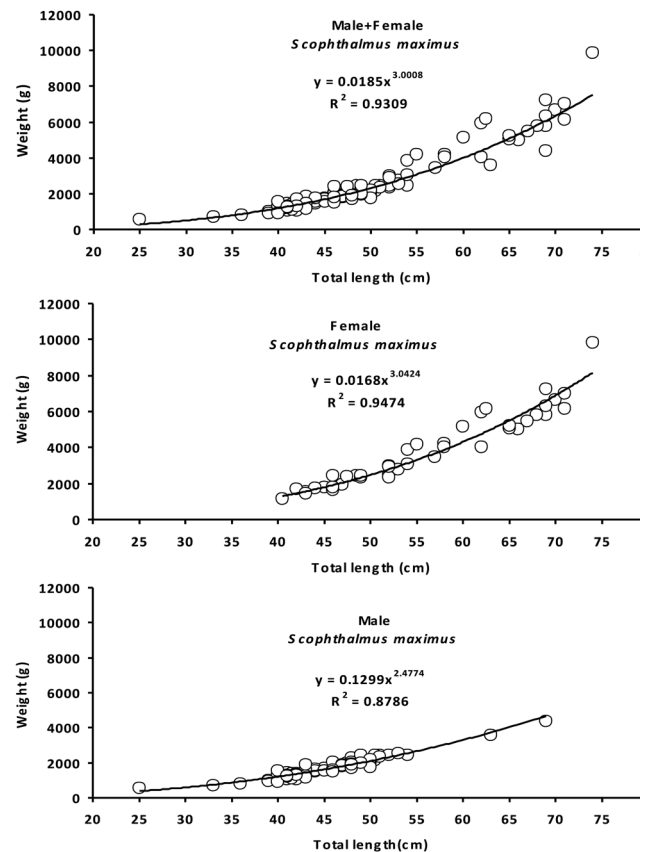 12000
Male+Female
Scophthalmus maximus
10000
y = 0.0185x^3.0008
R² = 0.9309
8000
6000
4000
2000
0
Weight (g)
20 25 30 35 40 45 50 55 60 65 70 75
Total length (cm)
12000
Female
Scophthalmus maximus
10000
y = 0.0168x^3.0424
R² = 0.9474
8000
6000
4000
2000
0
Weight (g)
20 25 30 35 40 45 50 55 60 65 70 75
Total length (cm)
12000
Male
Scophthalmus maximus
10000
y = 0.1299x^2.4774
R² = 0.8786
8000
6000
4000
2000
0
Weight (g)
20 25 30 35 40 45 50 55 60 65 70 75
Total length(cm)